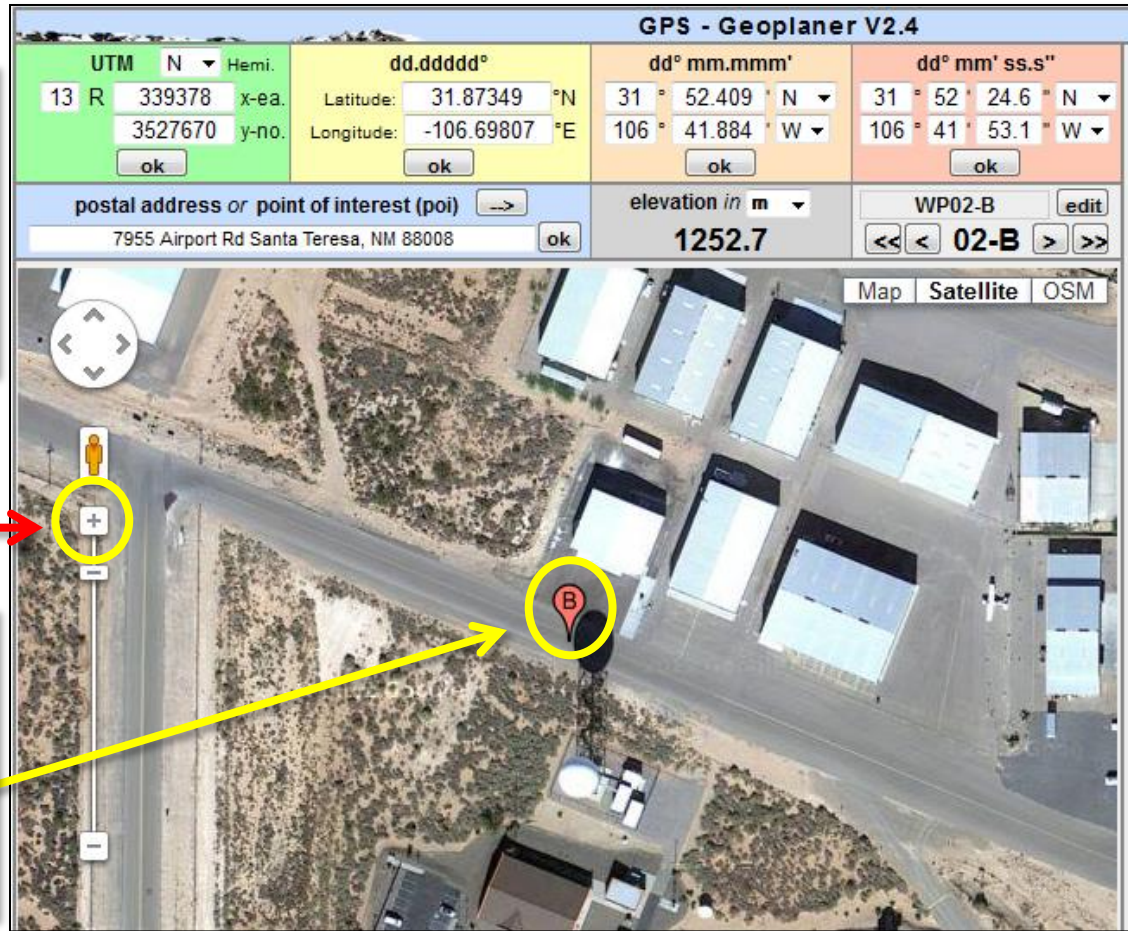 GPS - Geoplaner V2.4
UTM N Hemi.
13 R 339378 x-ea.
3527670 y-no.
ok
dd.ddddd°
Latitude: 31.87349 °N
Longitude: -106.69807 °E
ok
dd° mm.mmm'
31 ° 52.409 ' N
106 ° 41.884 ' W
ok
dd° mm' ss.s"
31 ° 52 ' 24.6 " N
106 ° 41 ' 53.1 " W
ok
postal address or point of interest (poi) -->
7955 Airport Rd Santa Teresa, NM 88008 ok
elevation in m
1252.7
WP02-B edit
<< < 02-B > >>
Map Satellite OSM
B